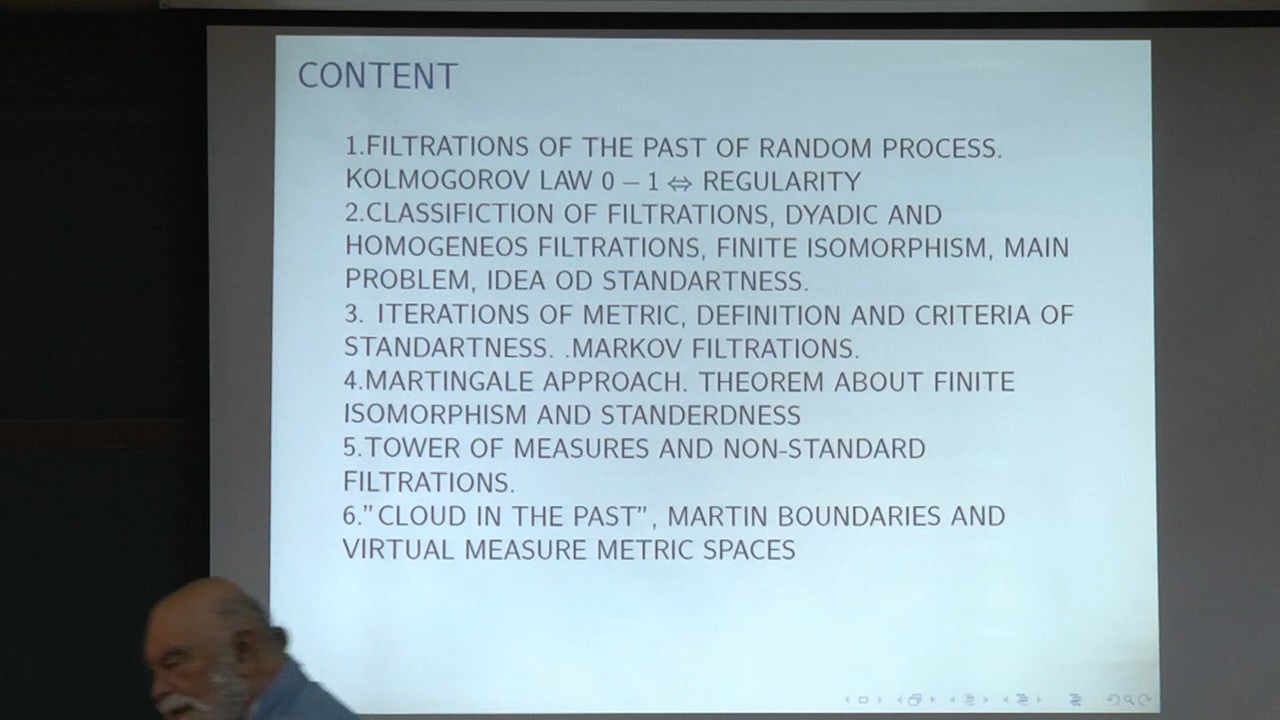 CONTENT
1.FILTRATIONS OF THE PAST OF RANDOM PROCESS.
KOLMOGOROV LAW 0 – 1 ⇔ REGULARITY
2.CLASSIFICTION OF FILTRATIONS, DYADIC AND
HOMOGENEOS FILTRATIONS, FINITE ISOMORPHISM, MAIN
PROBLEM, IDEA OD STANDARTNESS.
3. ITERATIONS OF METRIC, DEFINITION AND CRITERIA OF
STANDARTNESS. .MARKOV FILTRATIONS.
4.MARTINGALE APPROACH. THEOREM ABOUT FINITE
ISOMORPHISM AND STANDERDNESS
5.TOWER OF MEASURES AND NON-STANDARD
FILTRATIONS.
6."CLOUD IN THE PAST", MARTIN BOUNDARIES AND
VIRTUAL MEASURE METRIC SPACES